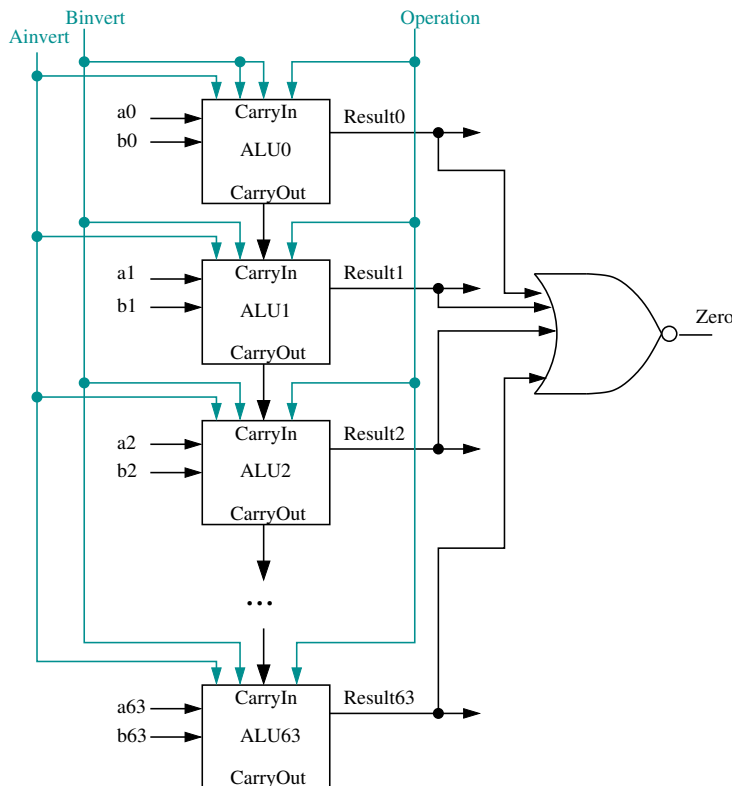 Binvert
Operation
Ainvert
a0
b0
CarryIn
ALU0
CarryOut
Result0
a1
b1
CarryIn
ALU1
CarryOut
Result1
Zero
a2
b2
CarryIn
ALU2
CarryOut
Result2
...
a63
b63
CarryIn
ALU63
CarryOut
Result63